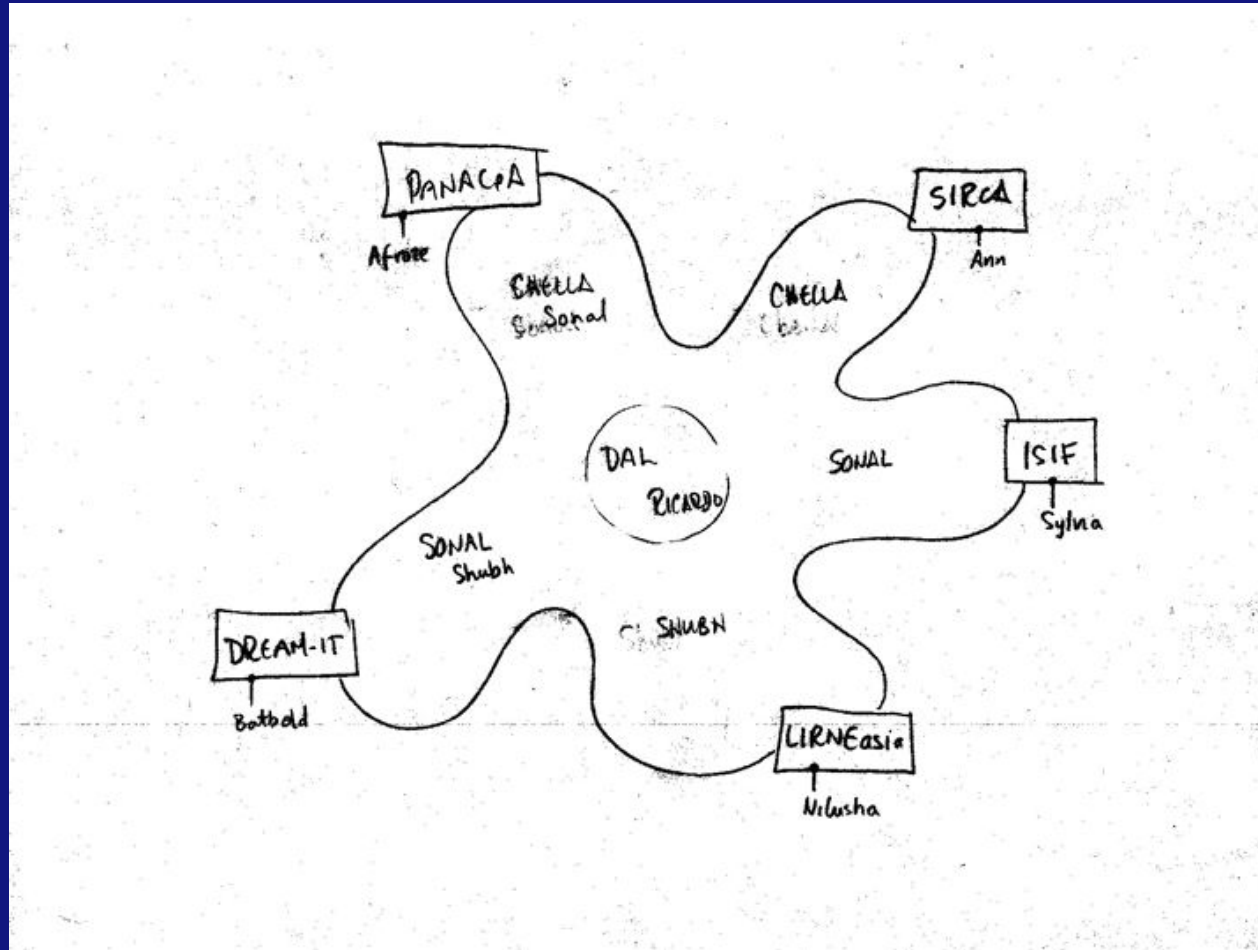 PANACeA
SIRCA
Afroze
Ann
CHELLA
Sonal
CHELLA
DAL
RICARDO
SONAL
ISIF
Sylvia
SONAL
Shubh
SHUBH
DREAM-IT
Batbold
LIRNEasia
Nilusha